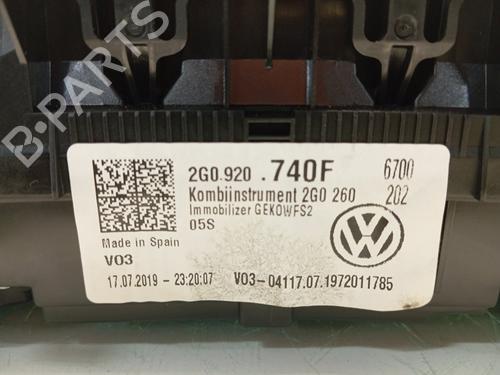 B-PARTS
2G0.920 .740F 6700
Kombiinstrument 2G0 260 202
Immobilizer GEKOWFS2
05S
Made in Spain
V03
17.07.2019 - 23:20:07 V03-04117.07.1972011785